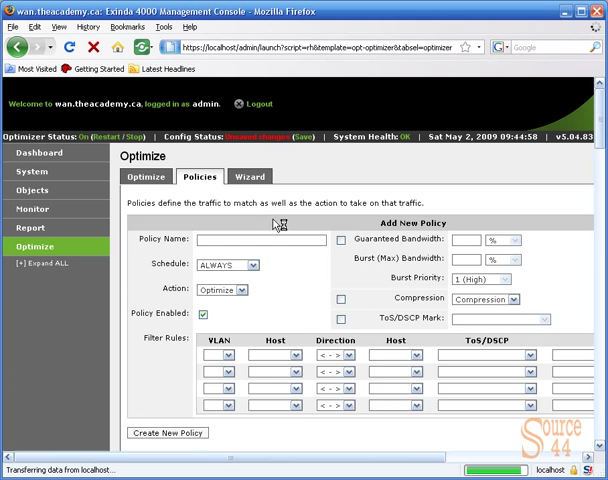 wan.theacademy.ca: Exinda 4000 Management Console - Mozilla Firefox
File Edit View History Bookmarks Tools Help
https://localhost/admin/launch?script=rh&template=opt-optimizer&tabsel=optimizer
Google
Most Visited Getting Started Latest Headlines
Welcome to wan.theacademy.ca, logged in as admin. Logout
Optimizer Status: On (Restart / Stop) | Config Status: Unsaved changes (Save) | System Health: OK | Sat May 2, 2009 09:44:58 | v5.04.83
Dashboard
System
Objects
Monitor
Report
Optimize
[+] Expand ALL
Optimize
Optimize Policies Wizard
Policies define the traffic to match as well as the action to take on that traffic.
Add New Policy
Policy Name:
Guaranteed Bandwidth: %
Burst (Max) Bandwidth: %
Schedule: ALWAYS
Burst Priority: 1 (High)
Action: Optimize
Compression Compression
Policy Enabled:
ToS/DSCP Mark:
Filter Rules:
VLAN Host Direction Host ToS/DSCP
< - >
< - >
< - >
< - >
Create New Policy
Source
44
Transferring data from localhost...
localhost